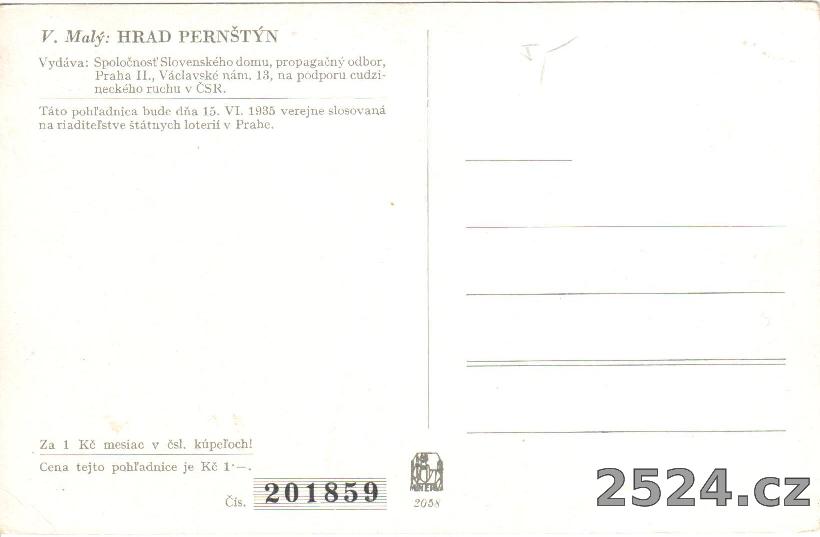 V. Malý: HRAD PERNŠTÝN
Vydáva: Spoločnosť Slovenského domu, propagačný odbor,
Praha II., Václavské nám. 13, na podporu cudzi-
neckého ruchu v ČSR.
Táto pohľadnica bude dňa 15. VI. 1935 verejne slosovaná
na riaditeľstve štátnych loterií v Prahe.
Za 1 Kč mesiac v čsl. kúpeľoch!
Cena tejto pohľadnice je Kč 1·—.
Čís. 201859
MINERVA
2058
2524.cz